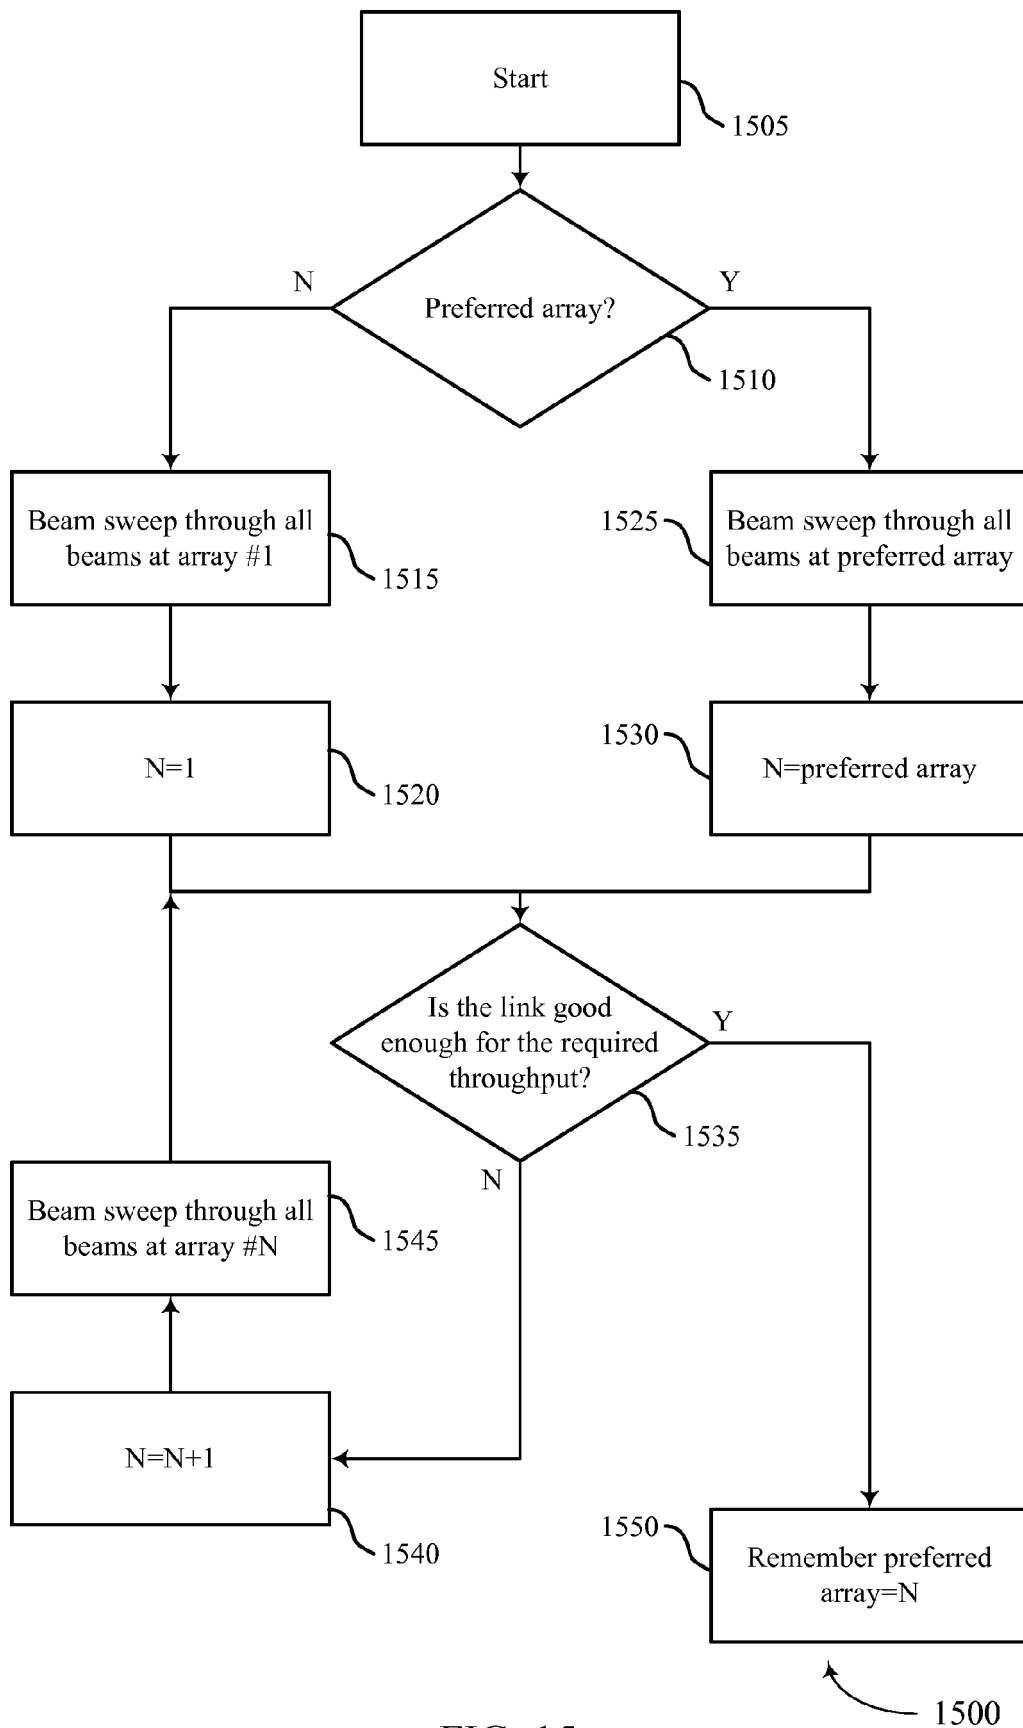 Start
1505
N
Y
Preferred array?
1510
Beam sweep through all
beams at array #1
1515
1525
Beam sweep through all
beams at preferred array
N=1
1520
1530
N=preferred array
Is the link good
enough for the required
throughput?
Y
1535
N
Beam sweep through all
beams at array #N
1545
N=N+1
1540
1550
Remember preferred
array=N
1500